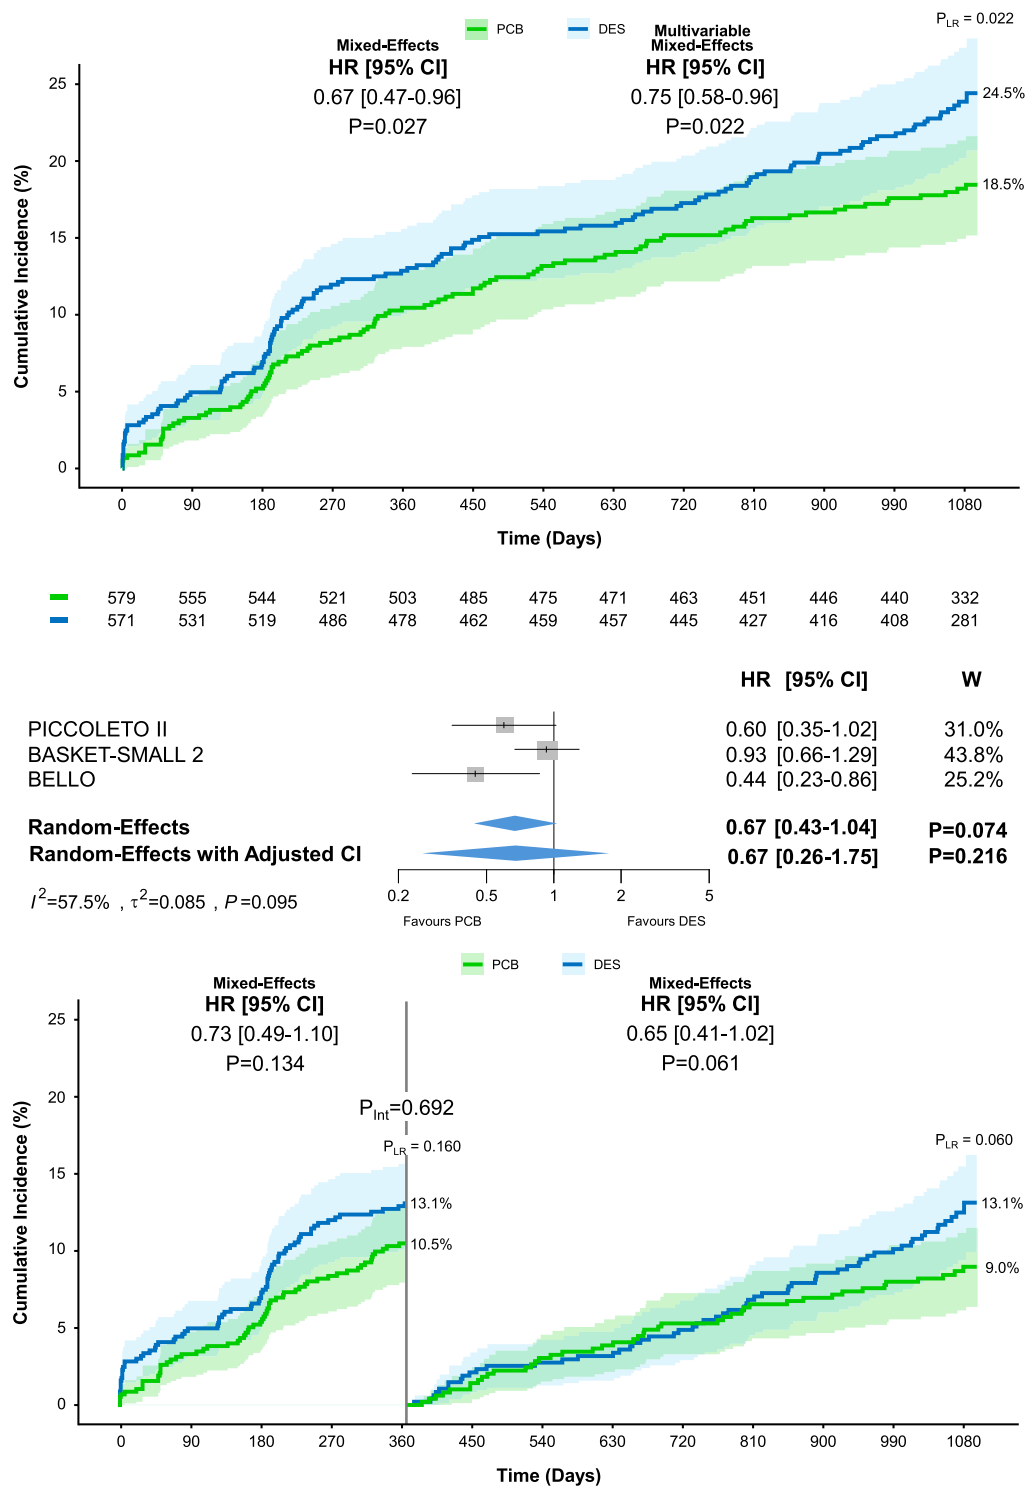 PCB DES
P_LR = 0.022
Mixed-Effects
HR [95% CI]
0.67 [0.47-0.96]
P=0.027
Multivariable
Mixed-Effects
HR [95% CI]
0.75 [0.58-0.96]
P=0.022
Cumulative Incidence (%)
25
20
15
10
5
0
24.5%
18.5%
0 90 180 270 360 450 540 630 720 810 900 990 1080
Time (Days)
579 555 544 521 503 485 475 471 463 451 446 440 332
571 531 519 486 478 462 459 457 445 427 416 408 281
HR [95% CI] W
PICCOLETO II 0.60 [0.35-1.02] 31.0%
BASKET-SMALL 2 0.93 [0.66-1.29] 43.8%
BELLO 0.44 [0.23-0.86] 25.2%
Random-Effects 0.67 [0.43-1.04] P=0.074
Random-Effects with Adjusted CI 0.67 [0.26-1.75] P=0.216
I²=57.5% , τ²=0.085 , P=0.095
0.2 0.5 1 2 5
Favours PCB Favours DES
PCB DES
Mixed-Effects
HR [95% CI]
0.73 [0.49-1.10]
P=0.134
Mixed-Effects
HR [95% CI]
0.65 [0.41-1.02]
P=0.061
P_Int=0.692
P_LR = 0.160
P_LR = 0.060
Cumulative Incidence (%)
25
20
15
10
5
0
13.1%
10.5%
13.1%
9.0%
0 90 180 270 360 450 540 630 720 810 900 990 1080
Time (Days)